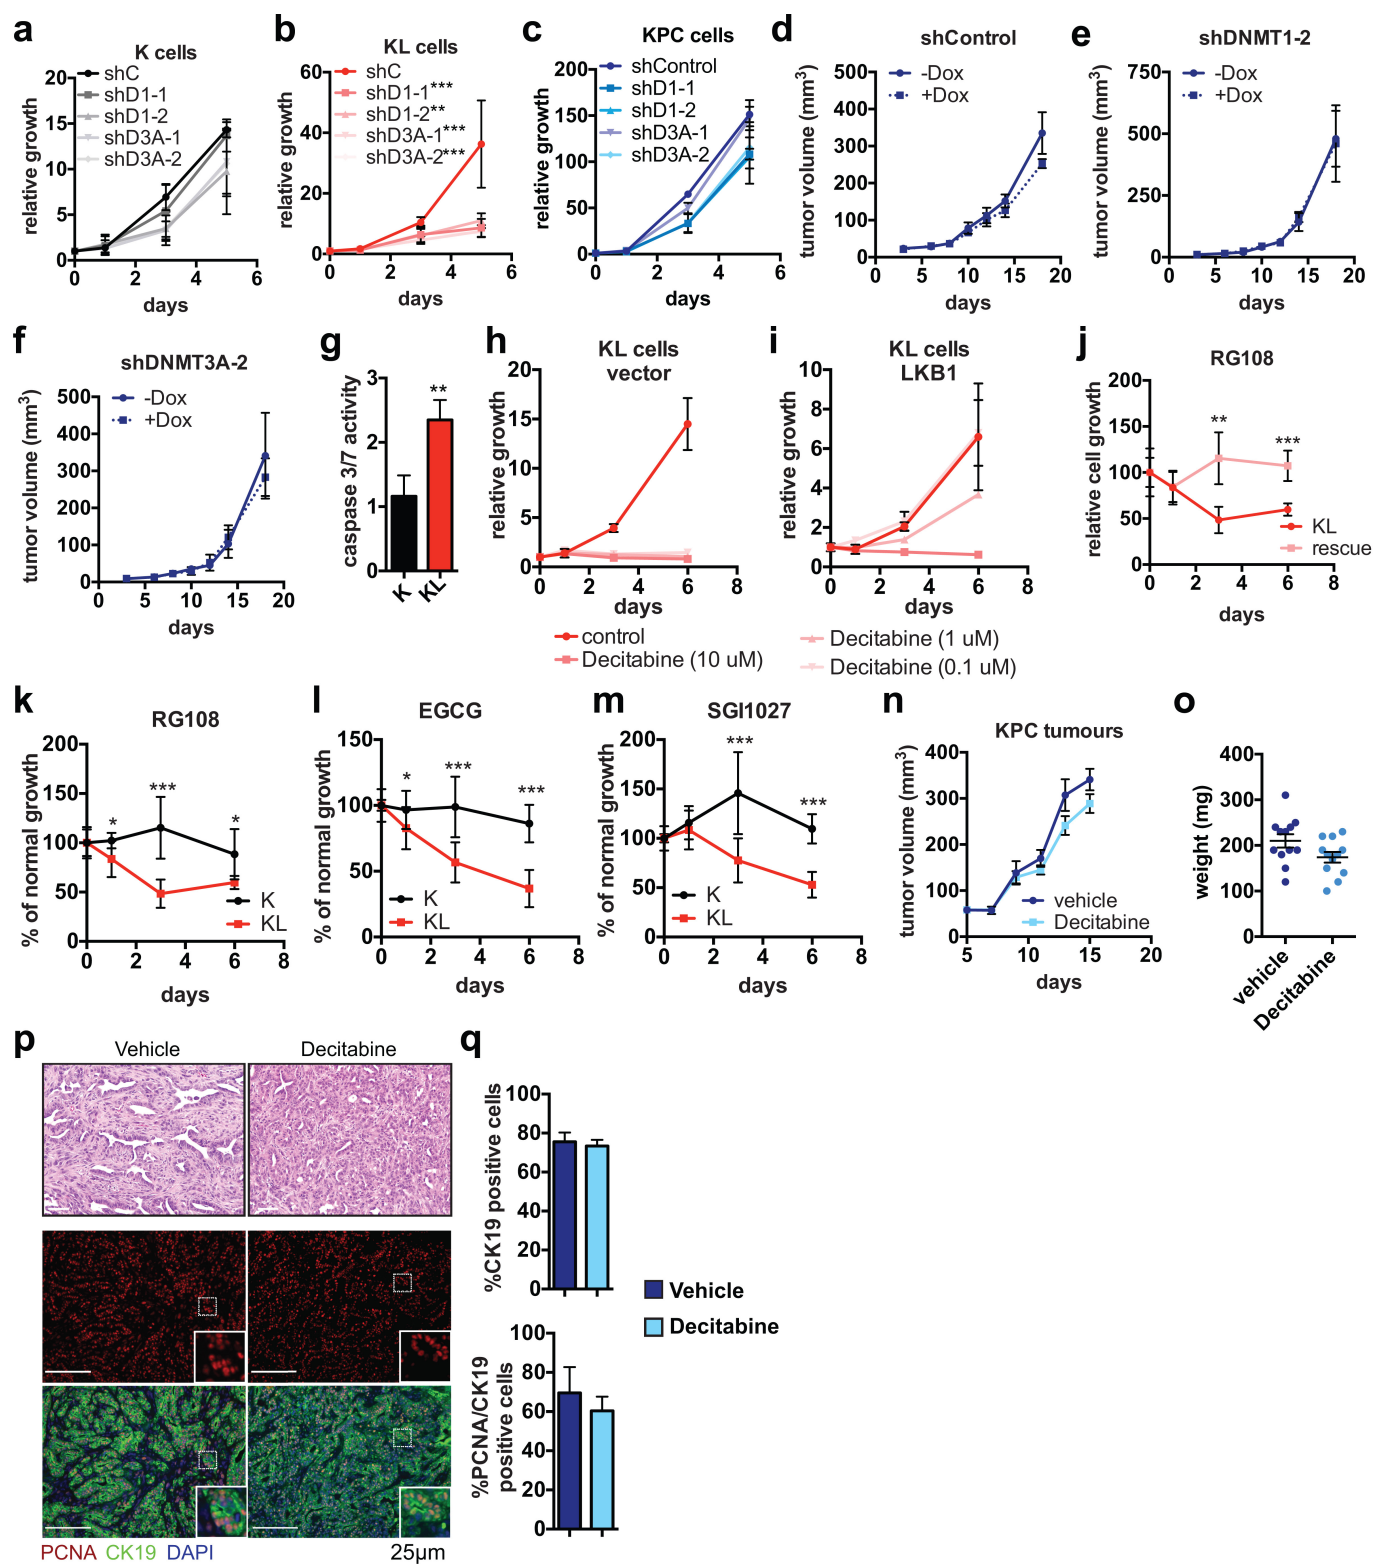 a
K cells
shC
shD1-1
shD1-2
shD3A-1
shD3A-2
relative growth
20
15
10
5
0
0 2 4 6
days
b
KL cells
shC
shD1-1***
shD1-2**
shD3A-1***
shD3A-2***
relative growth
60
40
20
0
0 2 4 6
days
c
KPC cells
shControl
shD1-1
shD1-2
shD3A-1
shD3A-2
relative growth
200
150
100
50
0
0 2 4 6
days
d
shControl
-Dox
+Dox
tumor volume (mm3)
500
400
300
200
100
0
0 5 10 15 20
days
e
shDNMT1-2
-Dox
+Dox
tumor volume (mm3)
750
500
250
0
0 5 10 15 20
days
f
shDNMT3A-2
-Dox
+Dox
tumor volume (mm3)
500
400
300
200
100
0
0 5 10 15 20
days
g
caspase 3/7 activity
3
2
1
0
**
K KL
h
KL cells
vector
relative growth
20
15
10
5
0
0 2 4 6 8
days
i
KL cells
LKB1
relative growth
10
8
6
4
2
0
0 2 4 6 8
days
control
Decitabine (10 uM)
Decitabine (1 uM)
Decitabine (0.1 uM)
j
RG108
relative cell growth
200
150
100
50
0
** ***
KL
rescue
0 2 4 6 8
days
k
RG108
% of normal growth
200
150
100
50
0
* *** *
K
KL
0 2 4 6 8
days
l
EGCG
% of normal growth
150
100
50
0
* *** ***
K
KL
0 2 4 6 8
days
m
SGI1027
% of normal growth
200
150
100
50
0
*** ***
K
KL
0 2 4 6 8
days
n
KPC tumours
tumor volume (mm3)
400
300
200
100
0
vehicle
Decitabine
5 10 15 20
days
o
weight (mg)
400
300
200
100
0
vehicle
Decitabine
p
Vehicle Decitabine
PCNA CK19 DAPI 25µm
q
%CK19 positive cells
100
80
60
40
20
0
Vehicle
Decitabine
%PCNA/CK19
positive cells
100
80
60
40
20
0